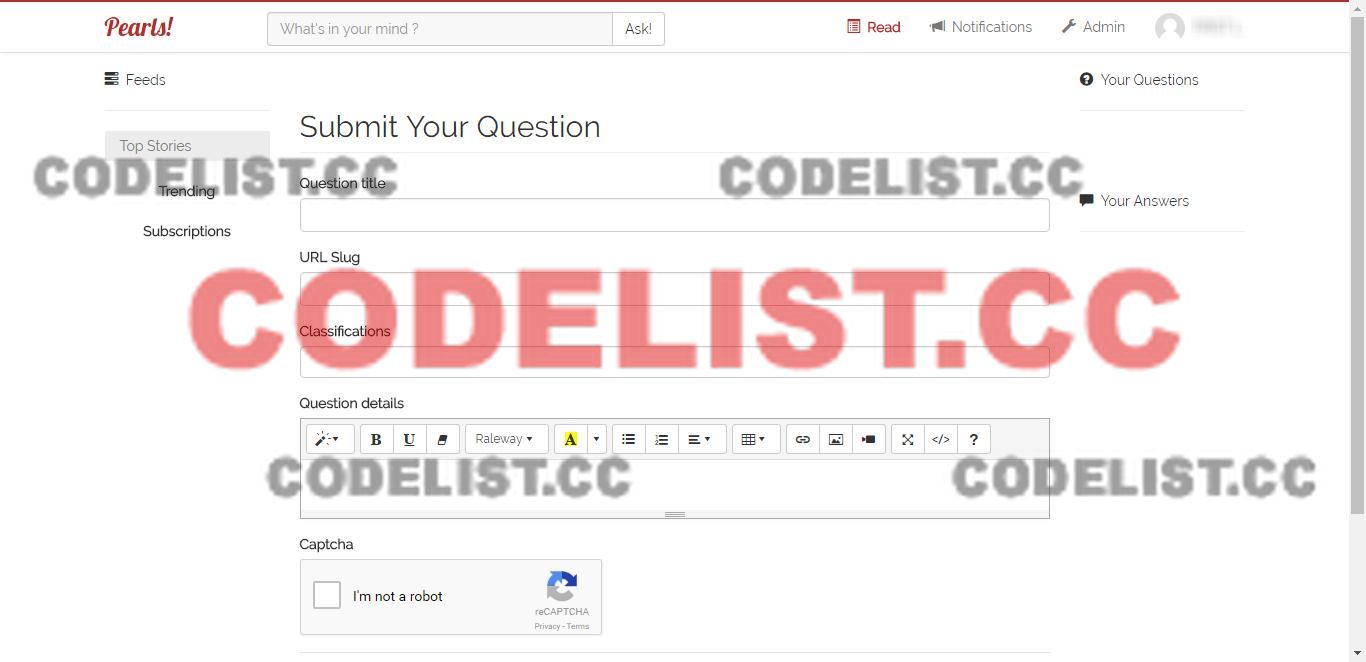 Pearls!
What's in your mind ?
Ask!
Read
Notifications
Admin
Feeds
Your Questions
Submit Your Question
Top Stories
CODELIST.CC
CODELIST.CC
Question title
Trending
Your Answers
Subscriptions
URL Slug
CODELIST.CC
Classifications
Question details
B
U
Raleway
A
</>
?
CODELIST.CC
CODELIST.CC
Captcha
I'm not a robot
reCAPTCHA
Privacy - Terms